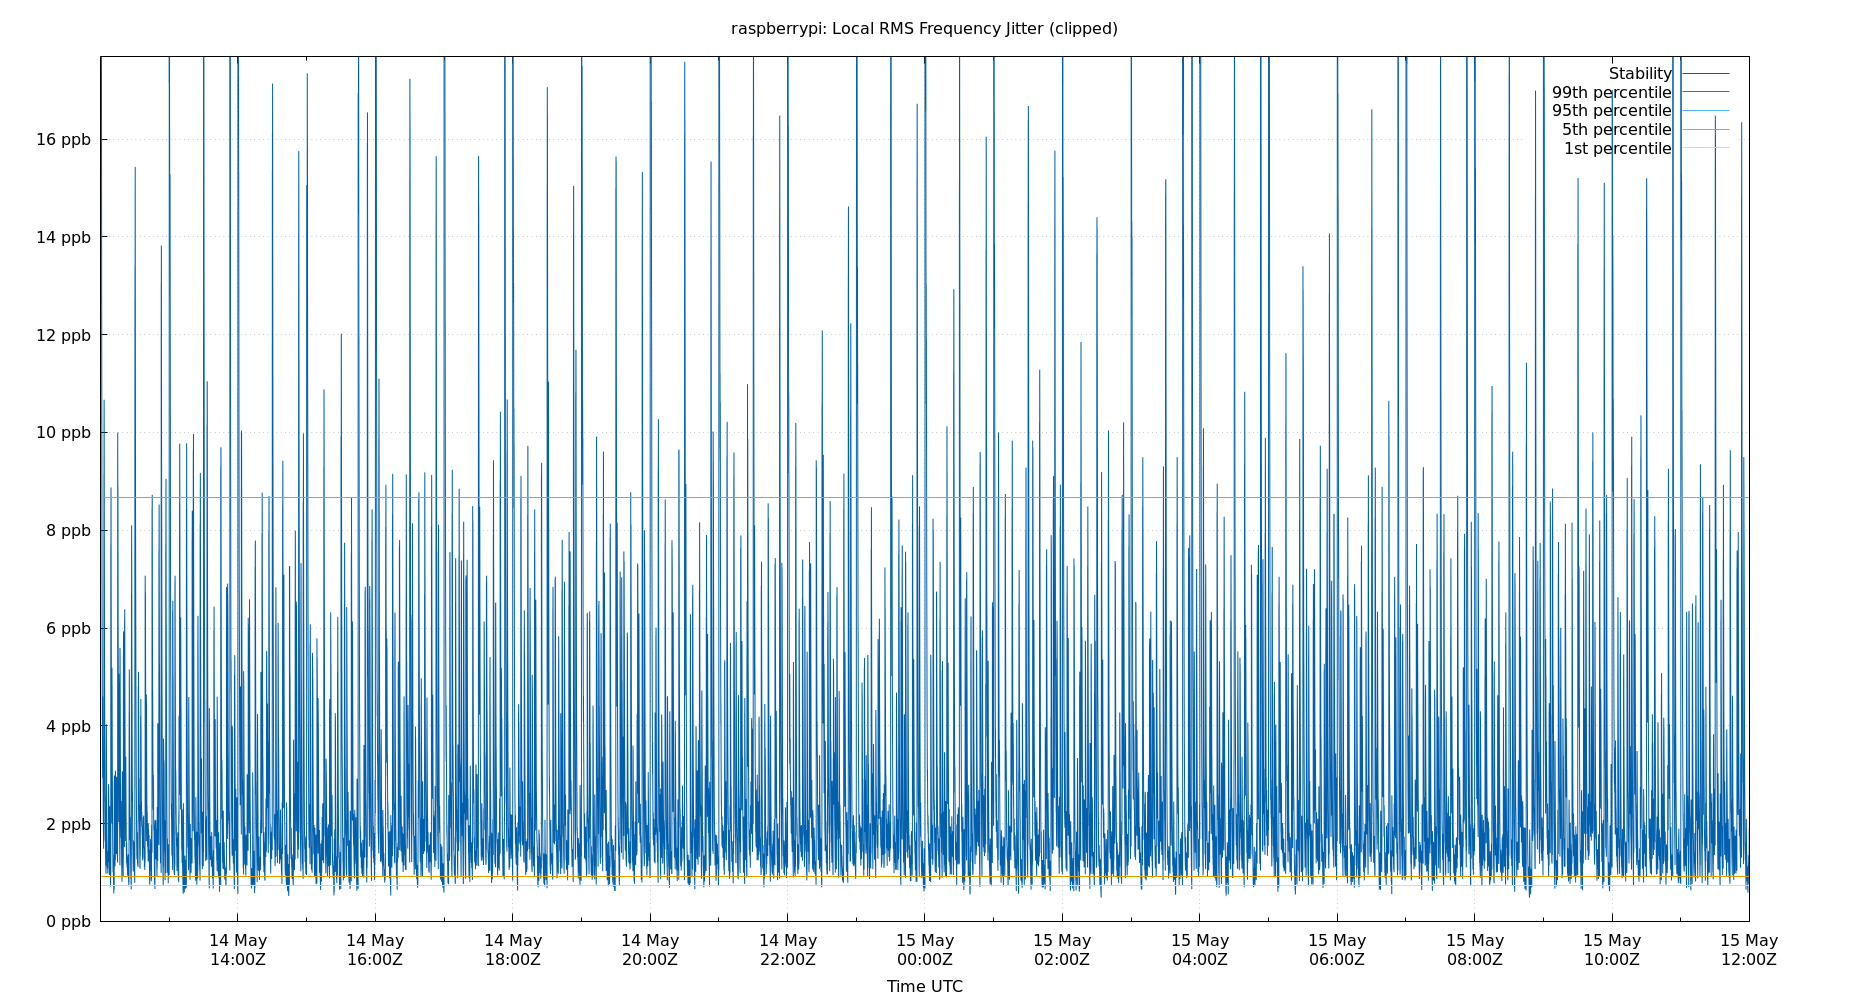 raspberrypi: Local RMS Frequency Jitter (clipped)
Stability
99th percentile
95th percentile
5th percentile
1st percentile
16 ppb
14 ppb
12 ppb
10 ppb
8 ppb
6 ppb
4 ppb
2 ppb
0 ppb
14 May 14 May 14 May 14 May 14 May 15 May 15 May 15 May 15 May 15 May 15 May 15 May
14:00Z 16:00Z 18:00Z 20:00Z 22:00Z 00:00Z 02:00Z 04:00Z 06:00Z 08:00Z 10:00Z 12:00Z
Time UTC